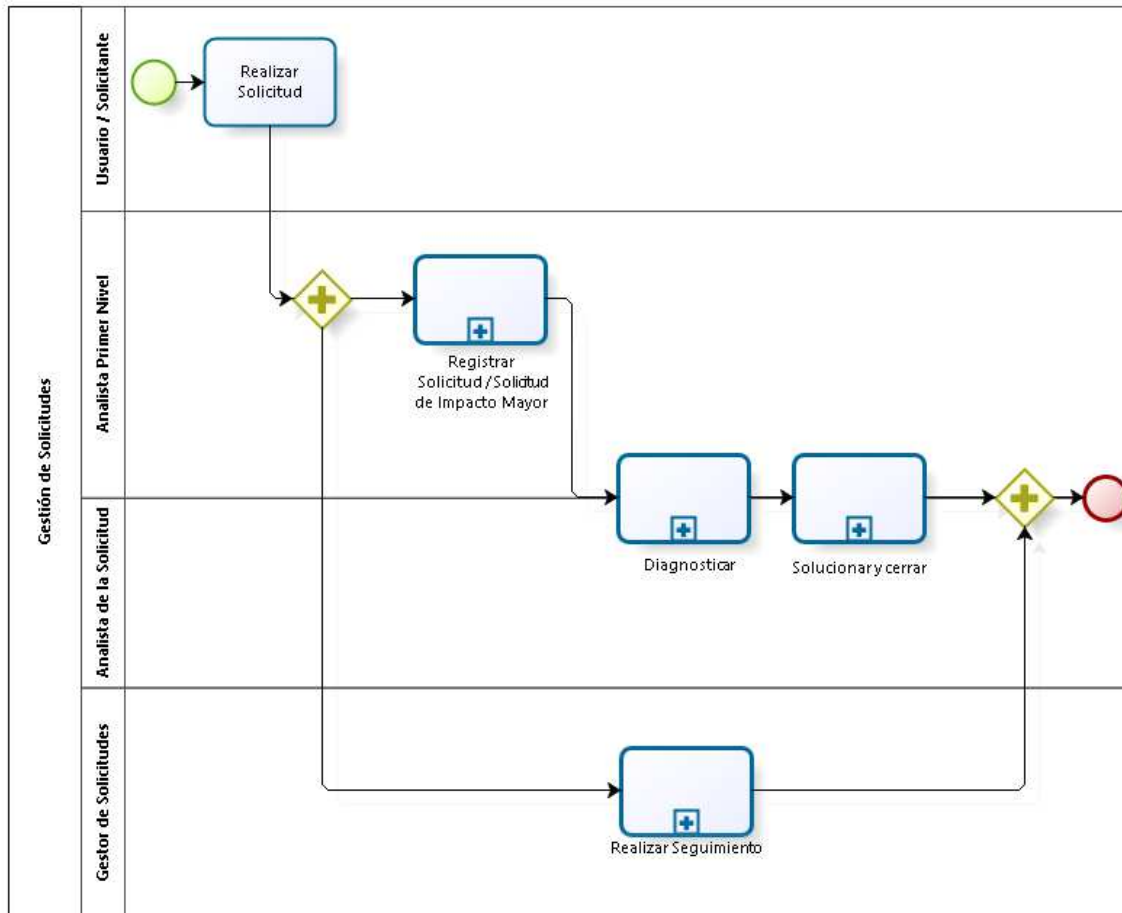 Gestión de Solicitudes
Usuario / Solicitante
Realizar
Solicitud
Analista Primer Nivel
Registrar
Solicitud /Solicitud
de Impacto Mayor
Analista de la Solicitud
Diagnosticar
Solucionar y cerrar
Gestor de Solicitudes
Realizar Seguimiento